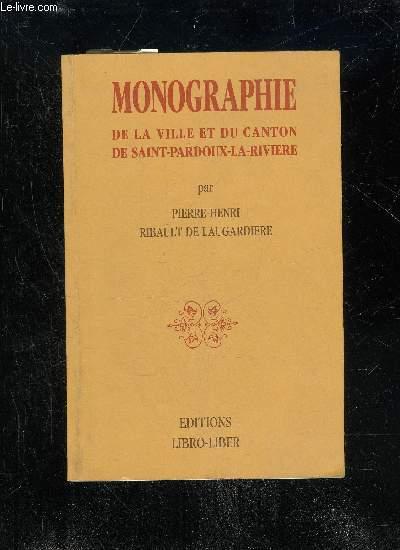 Le-livre.com
MONOGRAPHIE
DE LA VILLE ET DU CANTON
DE SAINT-PARDOUX-LA-RIVIERE
par
PIERRE-HENRI
RIBAULT DE LAUGARDIERE
EDITIONS
LIBRO-LIBER